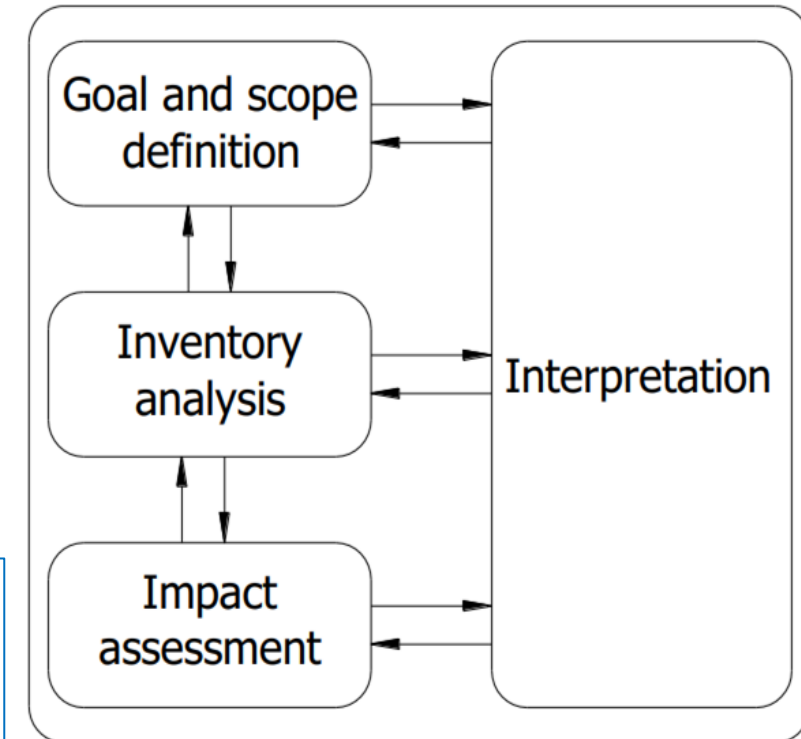 Goal and scope
definition
Inventory
analysis
Interpretation
Impact
assessment